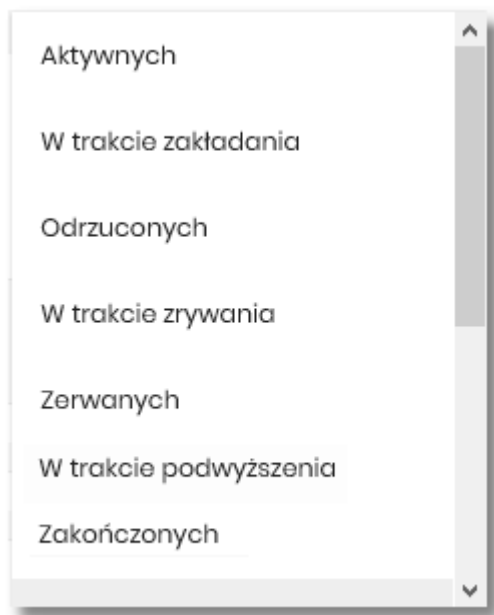 Aktywnych
W trakcie zakładania
Odrzuconych
W trakcie zrywania
Zerwanych
W trakcie podwyższenia
Zakończonych